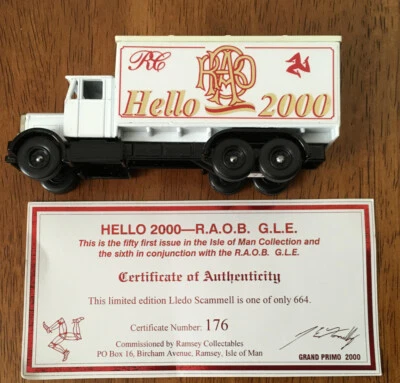 RC
RAOB
Hello 2000
HELLO 2000—R.A.O.B. G.L.E.
This is the fifty first issue in the Isle of Man Collection and
the sixth in conjunction with the R.A.O.B. G.L.E.
Certificate of Authenticity
This limited edition Lledo Scammell is one of only 664.
Certificate Number: 176
Commissioned by Ramsey Collectables
PO Box 16, Bircham Avenue, Ramsey, Isle of Man
GRAND PRIMO 2000